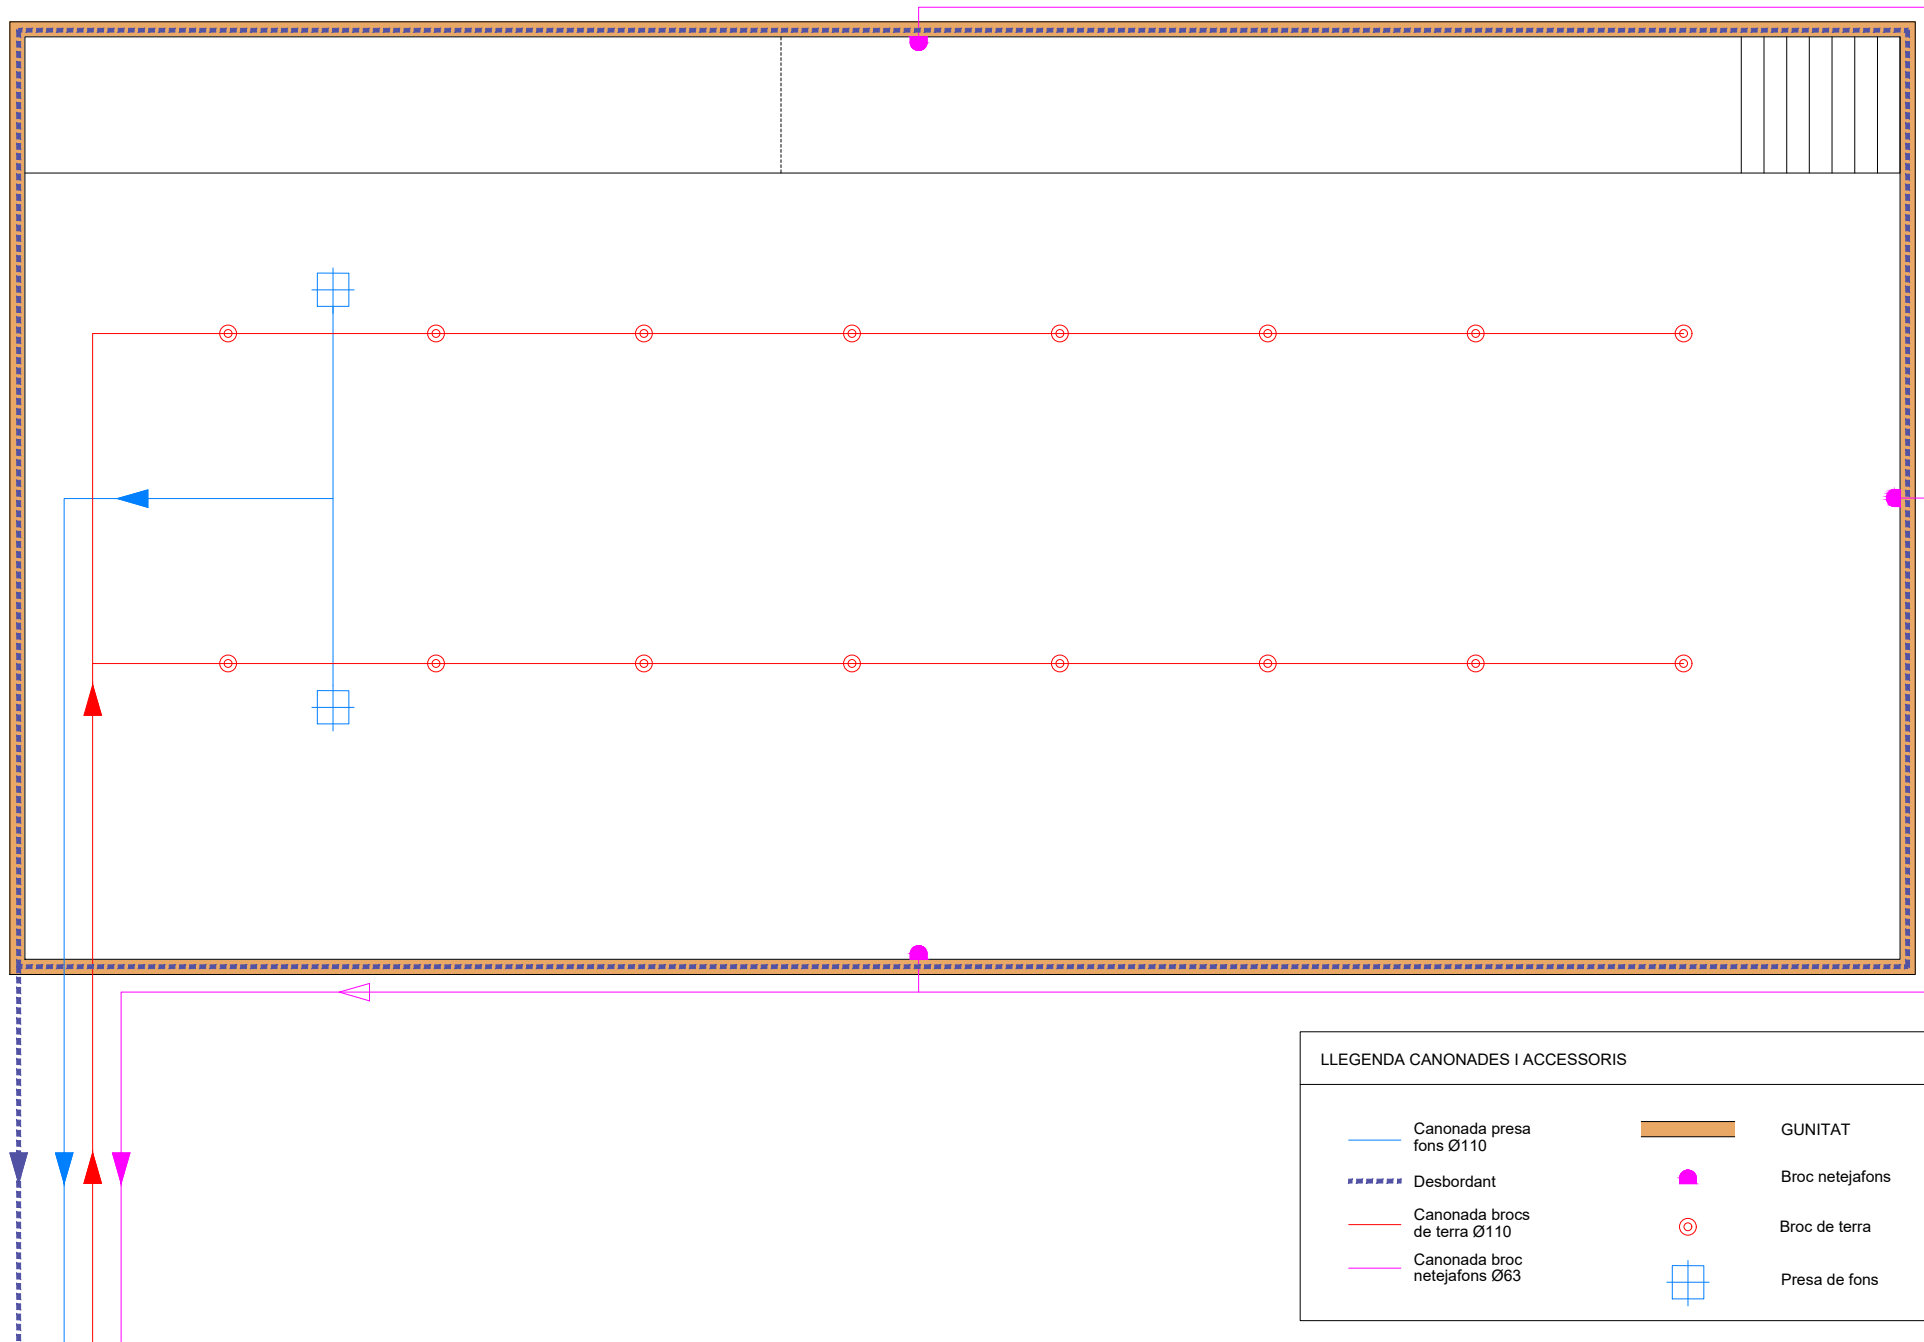 LLEGENDA CANONADES I ACCESSORIS
Canonada presa
fons Ø110
Desbordant
Canonada brocs
de terra Ø110
Canonada broc
netejafons Ø63
GUNITAT
Broc netejafons
Broc de terra
Presa de fons